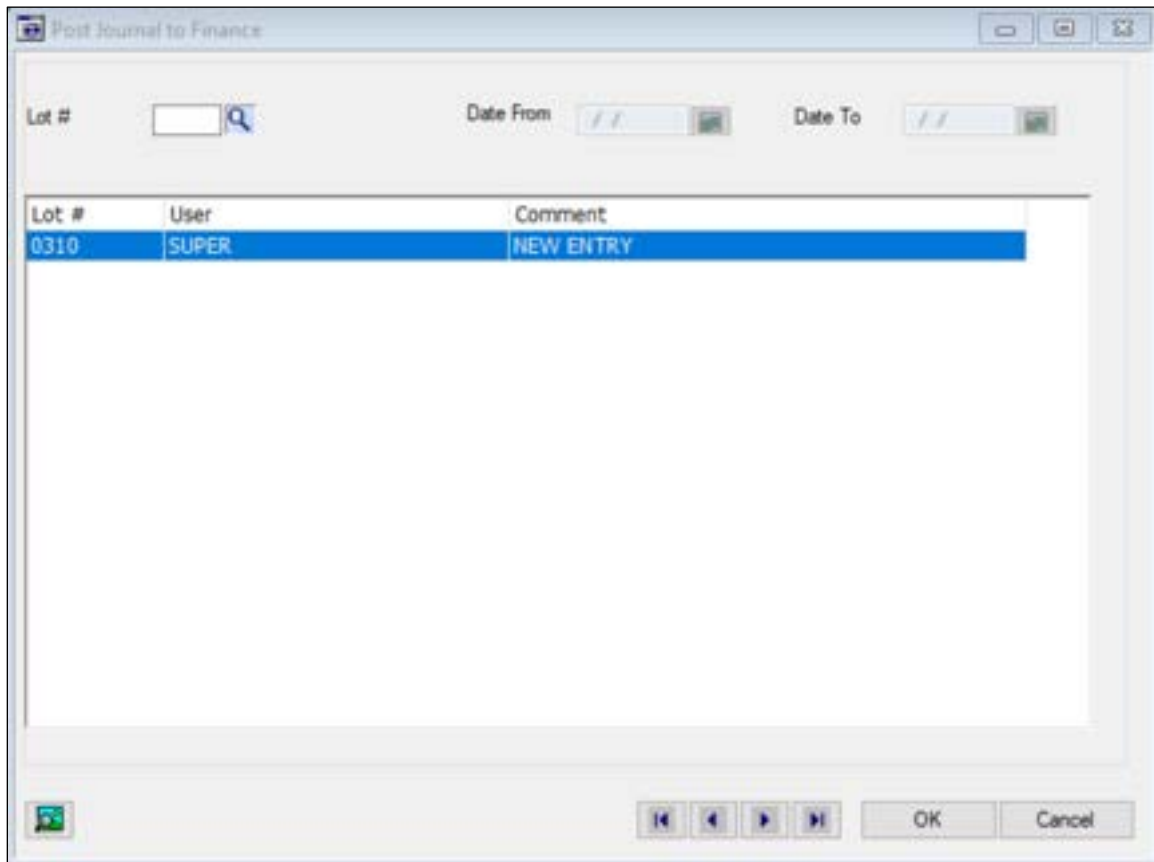 Post Journal to Finance
Lot # Date From / / Date To / /
Lot # User Comment
0310 SUPER NEW ENTRY
OK Cancel